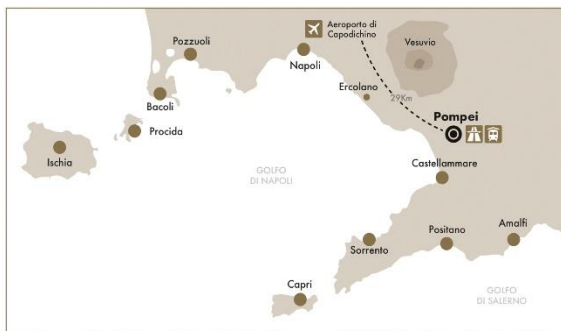 Aeroporto di
Capodichino
Pozzuoli
Napoli
Vesuvio
Ercolano
29Km
Bacoli
Pompei
Procida
Ischia
GOLFO
DI NAPOLI
Castellammare
Sorrento
Positano
Amalfi
Capri
GOLFO
DI SALERNO